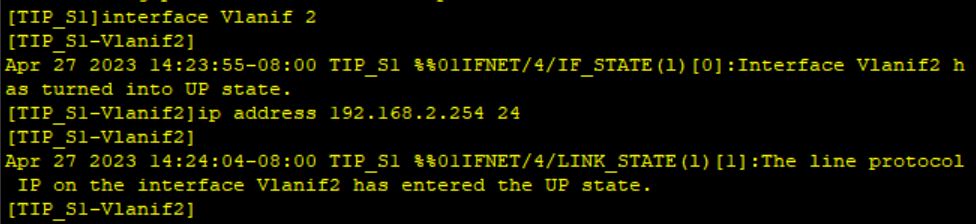 [TIP_S1]interface Vlanif 2
[TIP_S1-Vlanif2]
Apr 27 2023 14:23:55-08:00 TIP_S1 %%01IFNET/4/IF_STATE(l)[0]:Interface Vlanif2 h
as turned into UP state.
[TIP_S1-Vlanif2]ip address 192.168.2.254 24
[TIP_S1-Vlanif2]
Apr 27 2023 14:24:04-08:00 TIP_S1 %%01IFNET/4/LINK_STATE(l)[1]:The line protocol
 IP on the interface Vlanif2 has entered the UP state.
[TIP_S1-Vlanif2]